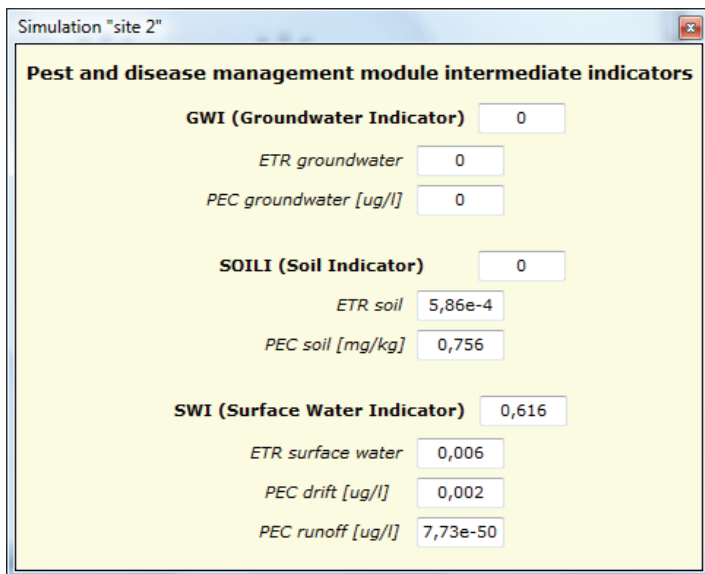 Simulation "site 2"
Pest and disease management module intermediate indicators
GWI (Groundwater Indicator) 0
ETR groundwater 0
PEC groundwater [ug/l] 0
SOILI (Soil Indicator) 0
ETR soil 5,86e-4
PEC soil [mg/kg] 0,756
SWI (Surface Water Indicator) 0,616
ETR surface water 0,006
PEC drift [ug/l] 0,002
PEC runoff [ug/l] 7,73e-50